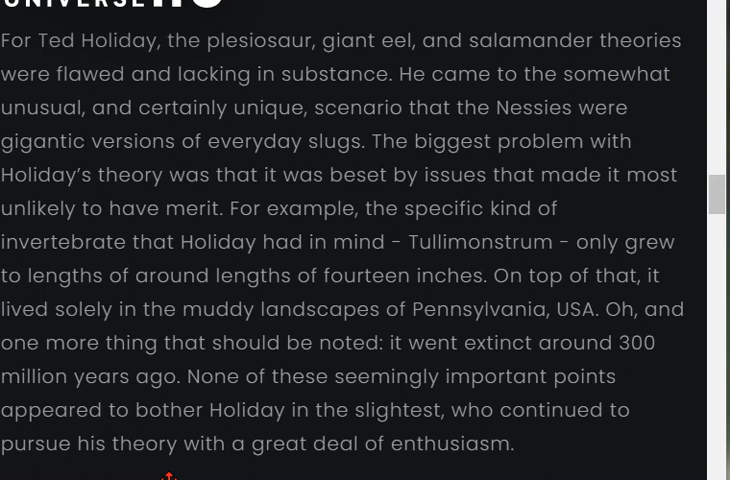 UNIVERSE
For Ted Holiday, the plesiosaur, giant eel, and salamander theories
were flawed and lacking in substance. He came to the somewhat
unusual, and certainly unique, scenario that the Nessies were
gigantic versions of everyday slugs. The biggest problem with
Holiday’s theory was that it was beset by issues that made it most
unlikely to have merit. For example, the specific kind of
invertebrate that Holiday had in mind – Tullimonstrum – only grew
to lengths of around lengths of fourteen inches. On top of that, it
lived solely in the muddy landscapes of Pennsylvania, USA. Oh, and
one more thing that should be noted: it went extinct around 300
million years ago. None of these seemingly important points
appeared to bother Holiday in the slightest, who continued to
pursue his theory with a great deal of enthusiasm.